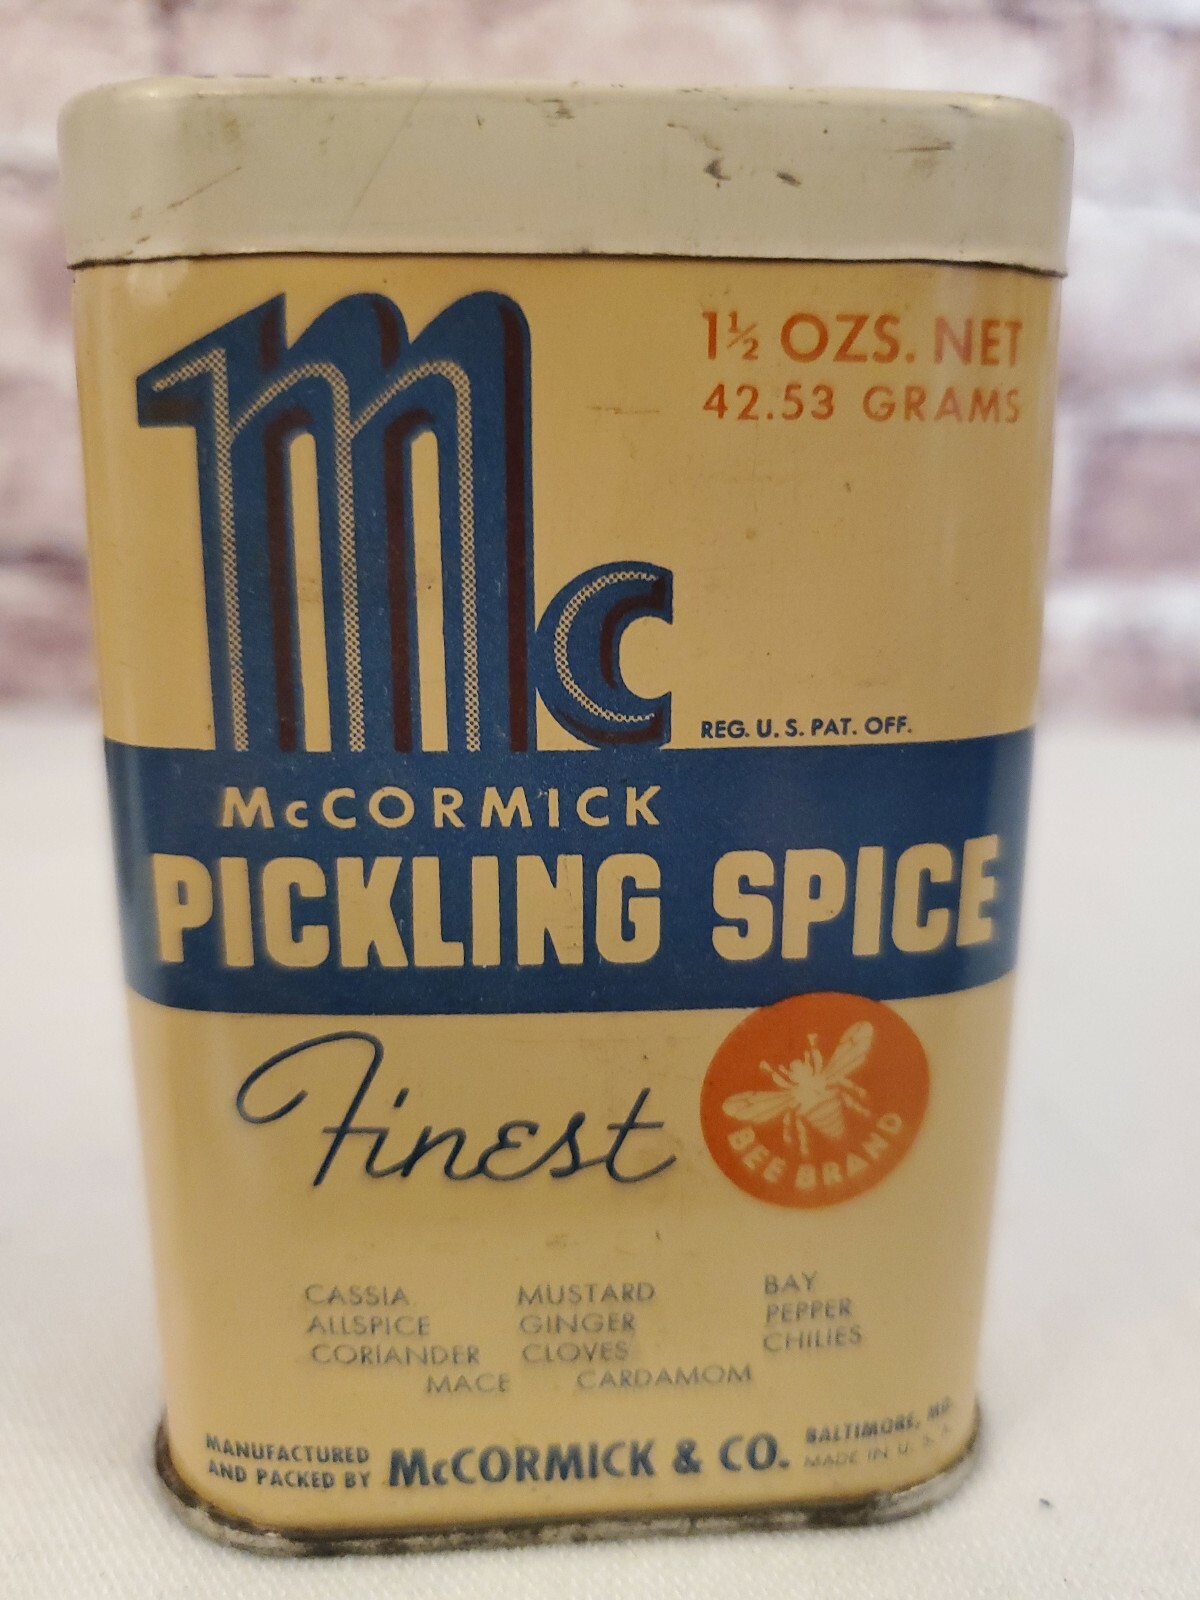 Mc
1½ OZS. NET
42.53 GRAMS
REG. U. S. PAT. OFF.
McCORMICK
PICKLING SPICE
Finest
BEE BRAND
CASSIA MUSTARD BAY
ALLSPICE GINGER PEPPER
CORIANDER CLOVES CHILIES
MACE CARDAMOM
MANUFACTURED
AND PACKED BY
McCORMICK & CO.
BALTIMORE, MD.
MADE IN U. S. A.